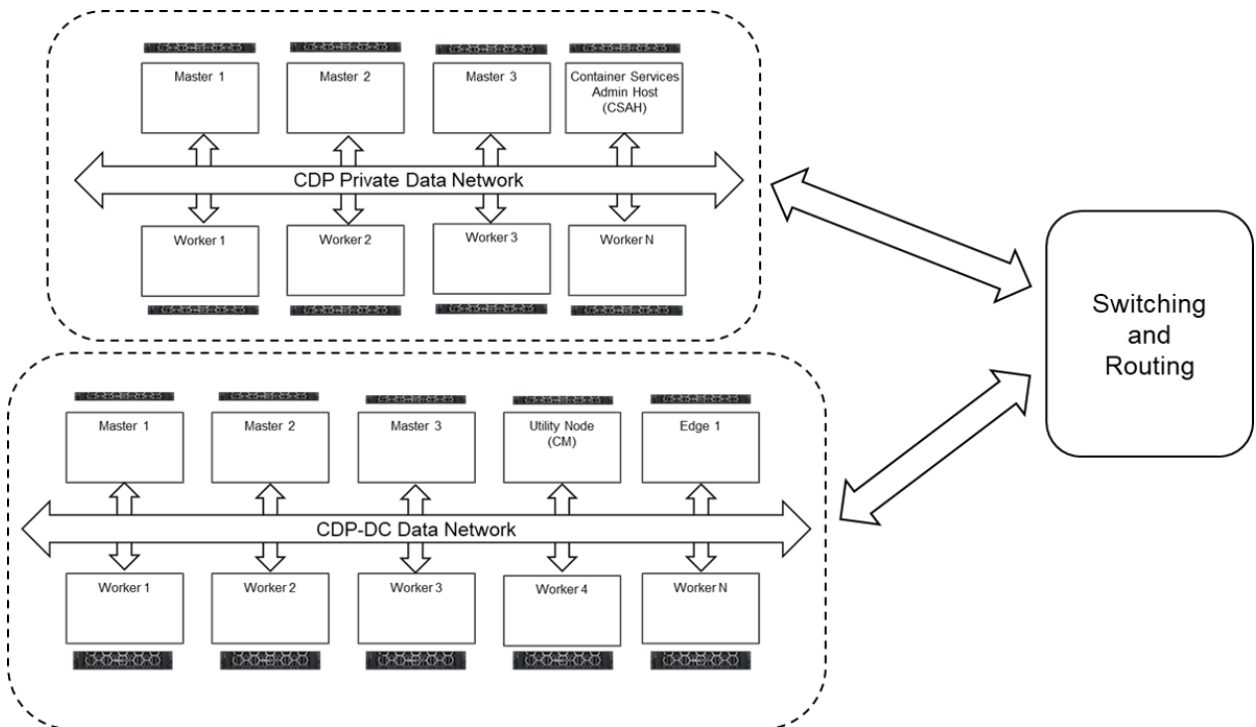 Master 1
Master 2
Master 3
Container Services
Admin Host
(CSAH)
CDP Private Data Network
Worker 1
Worker 2
Worker 3
Worker N
Switching
and
Routing
Master 1
Master 2
Master 3
Utility Node
(CM)
Edge 1
CDP-DC Data Network
Worker 1
Worker 2
Worker 3
Worker 4
Worker N